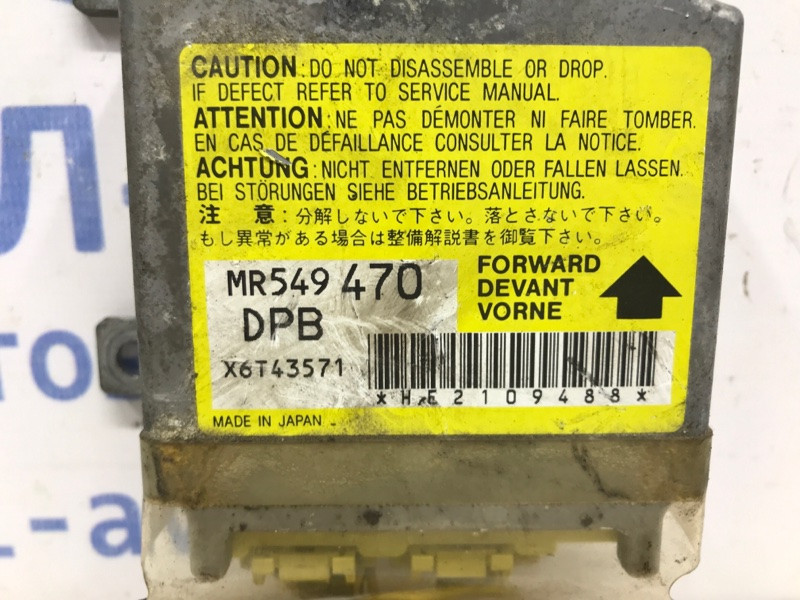 CAUTION: DO NOT DISASSEMBLE OR DROP.
IF DEFECT REFER TO SERVICE MANUAL.
ATTENTION: NE PAS DÉMONTER NI FAIRE TOMBER.
EN CAS DE DÉFAILLANCE CONSULTER LA NOTICE.
ACHTUNG: NICHT ENTFERNEN ODER FALLEN LASSEN.
BEI STÖRUNGEN SIEHE BETRIEBSANLEITUNG.
注 意: 分解しないで下さい。落とさないで下さい。
もし異常がある場合は整備解説書を御覧下さい。
MR549 470
DPB
X6T43571
FORWARD
DEVANT
VORNE
*HE2109488*
MADE IN JAPAN